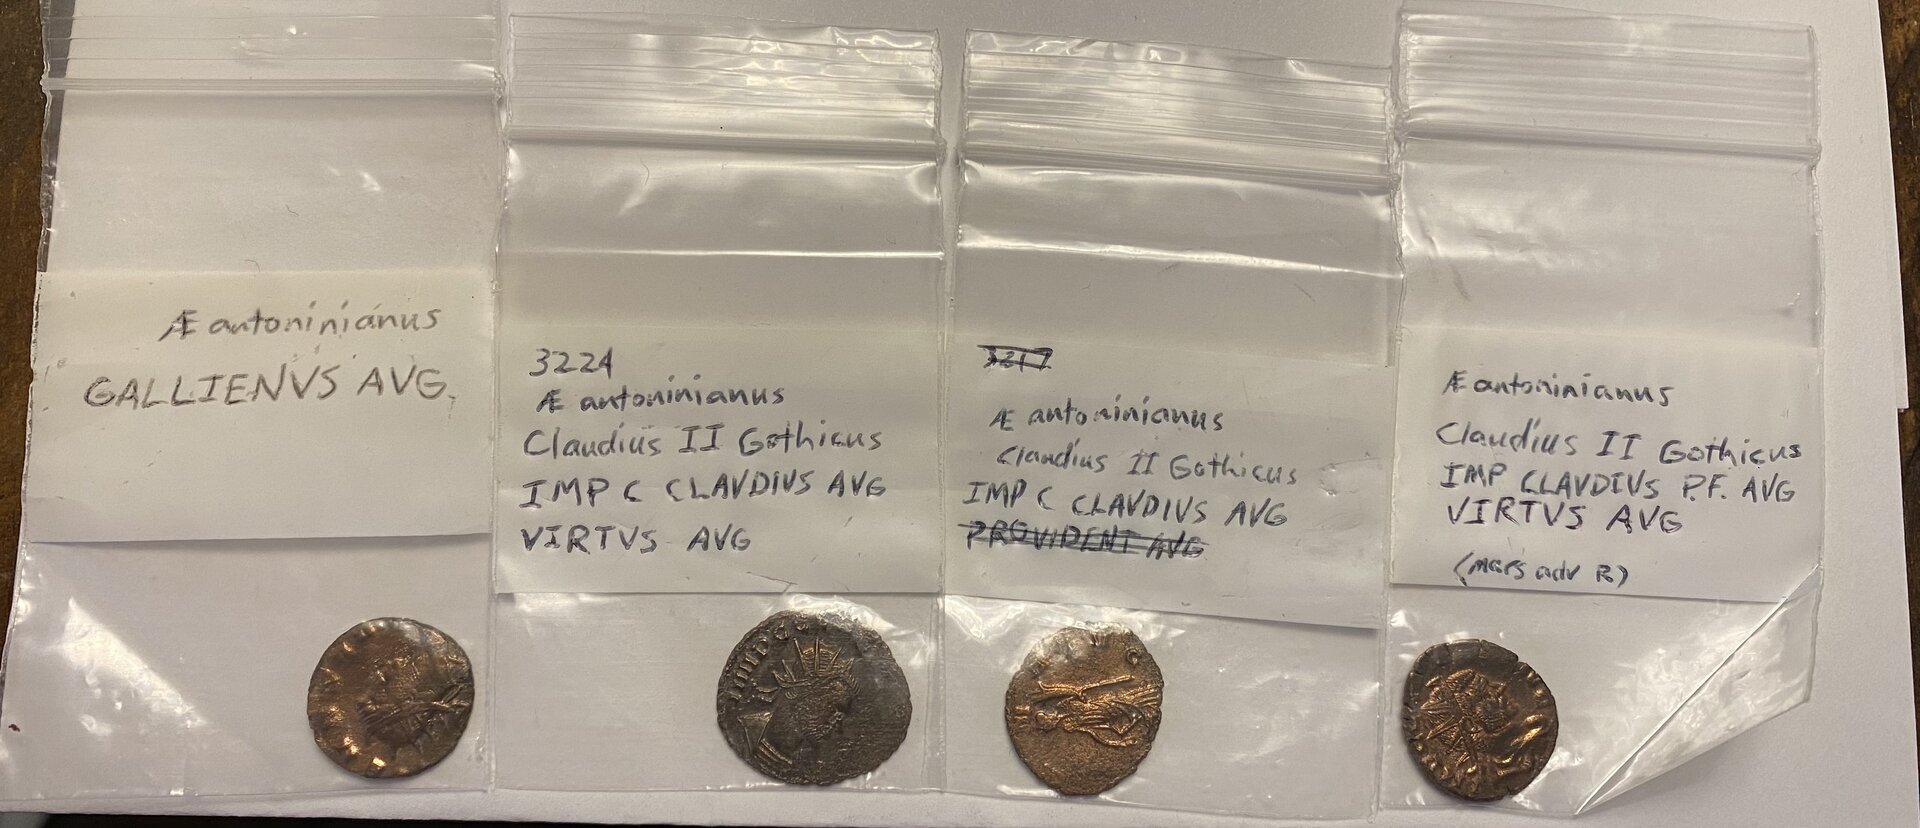 Æ antoninianus
GALLIENVS AVG.
3224
Æ antoninianus
Claudius II Gothicus
IMP C CLAVDIVS AVG
VIRTVS AVG
3217
Æ antoninianus
Claudius II Gothicus
IMP C CLAVDIVS AVG
PROVIDENT AVG
Æ antoninianus
Claudius II Gothicus
IMP CLAVDIVS P.F. AVG
VIRTVS AVG
(Mars adv R)